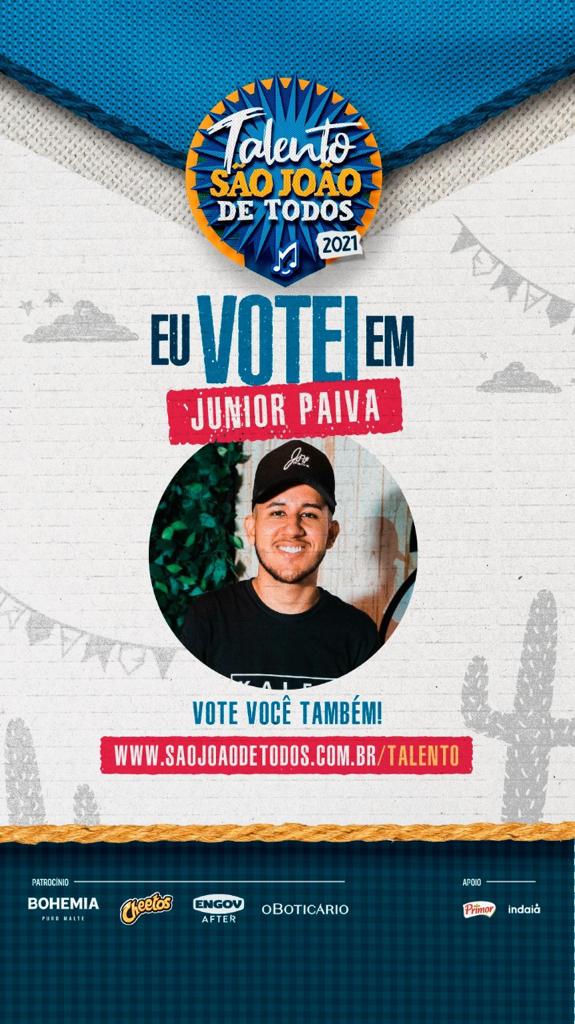 Talento
SÃO JOÃO
DE TODOS
2021
EU VOTEI EM
JUNIOR PAIVA
VOTE VOCÊ TAMBÉM!
WWW.SAOJOAODETODOS.COM.BR/TALENTO
PATROCÍNIO
APOIO
BOHEMIA
PURO MALTE
Cheetos
ENGOV
AFTER
oBOTICÁRIO
Primor
indaiá